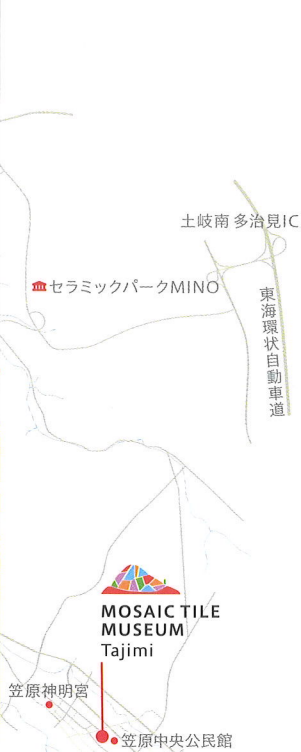 土岐南 多治見IC
セラミックパークMINO
東海環状自動車道
MOSAIC TILE
MUSEUM
Tajimi
笠原神明宮
笠原中央公民館